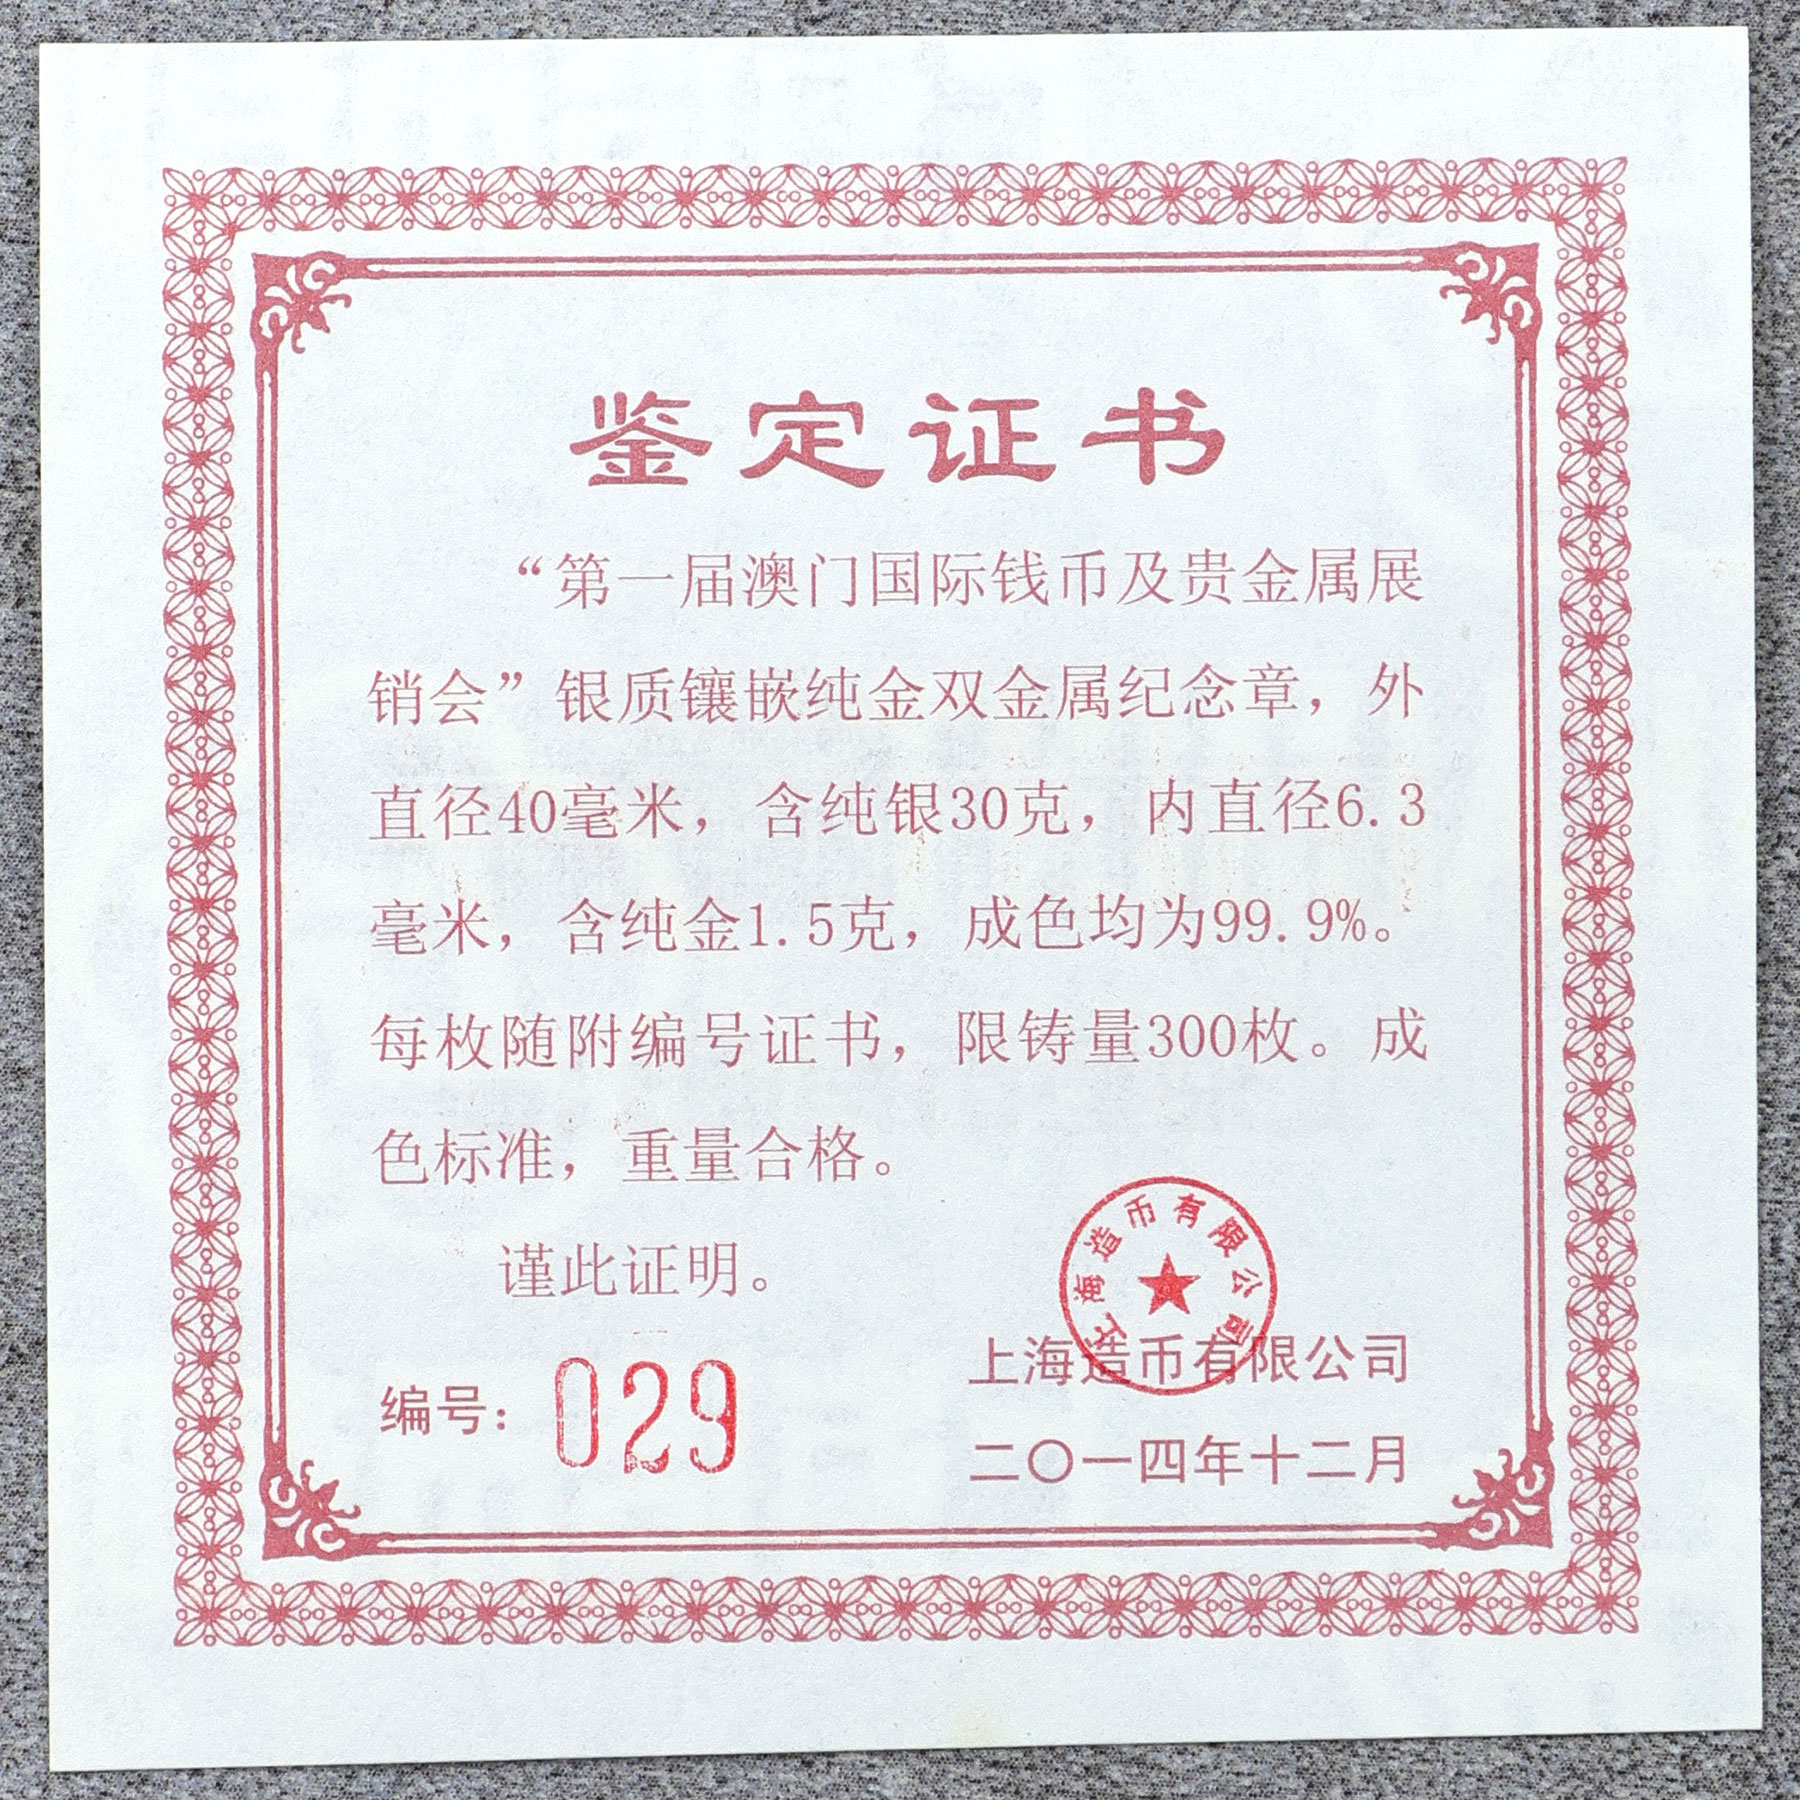 鉴定证书
“第一届澳门国际钱币及贵金属展
销会”银质镶嵌纯金双金属纪念章，外
直径40毫米，含纯银30克，内直径6.3
毫米，含纯金1.5克，成色均为99.9%。
每枚随附编号证书，限铸量300枚。成
色标准，重量合格。
谨此证明。
上海造币有限公司
上海造币有限公司
编号：029
二〇一四年十二月